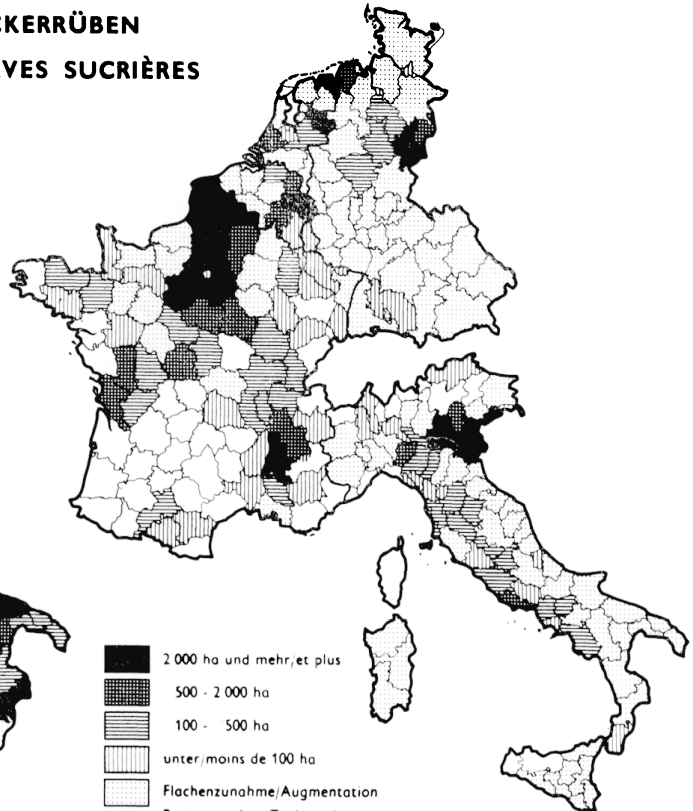 CKERRÜBEN
VES SUCRIÈRES
2 000 ha und mehr/et plus
500 - 2 000 ha
100 - 500 ha
unter/moins de 100 ha
Flachenzunahme/Augmentation